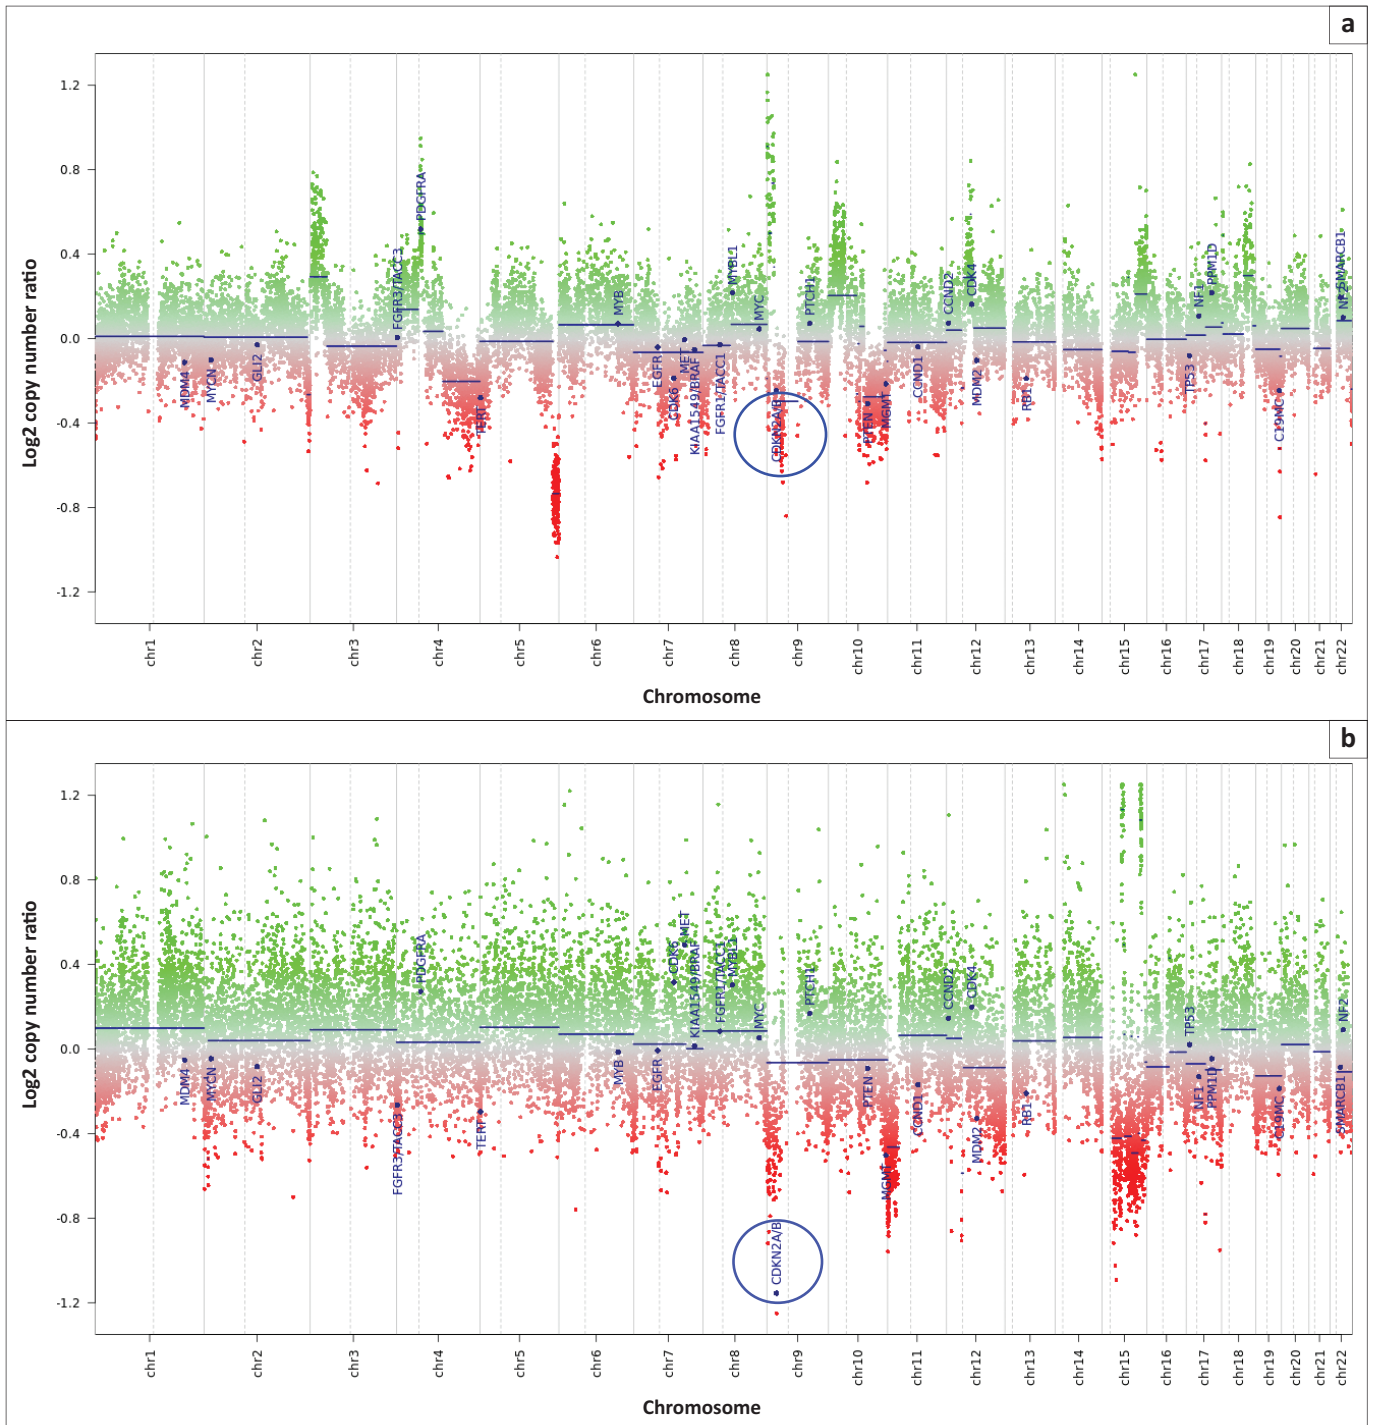 a
Log2 copy number ratio
1.2
0.8
0.4
0.0
-0.4
-0.8
-1.2
MDM4
MYCN
GLI2
FGFR3/TACC3
PDGFRA
TERT
MYB
EGFR
CDK6
MET
KIAA1549/BRAF
FGFR1/TACC1
MYBL1
MYC
CDKN2A/B
PTCH1
PTEN
MGMT
CCND1
CCND2
CDK4
MDM2
RB1
TP53
NF1
PPM1D
C19MC
NF2
SMARCB1
chr1
chr2
chr3
chr4
chr5
chr6
chr7
chr8
chr9
chr10
chr11
chr12
chr13
chr14
chr15
chr16
chr17
chr18
chr19
chr20
chr21
chr22
Chromosome
b
Log2 copy number ratio
1.2
0.8
0.4
0.0
-0.4
-0.8
-1.2
MDM4
MYCN
GLI2
FGFR3/TACC3
PDGFRA
TERT
MYB
EGFR
CDK6
MET
KIAA1549/BRAF
FGFR1/TACC1
MYBL1
MYC
CDKN2A/B
PTCH1
PTEN
MGMT
CCND1
CCND2
CDK4
MDM2
RB1
TP53
NF1
PPM1D
C19MC
SMARCB1
NF2
chr1
chr2
chr3
chr4
chr5
chr6
chr7
chr8
chr9
chr10
chr11
chr12
chr13
chr14
chr15
chr16
chr17
chr18
chr19
chr20
chr21
chr22
Chromosome